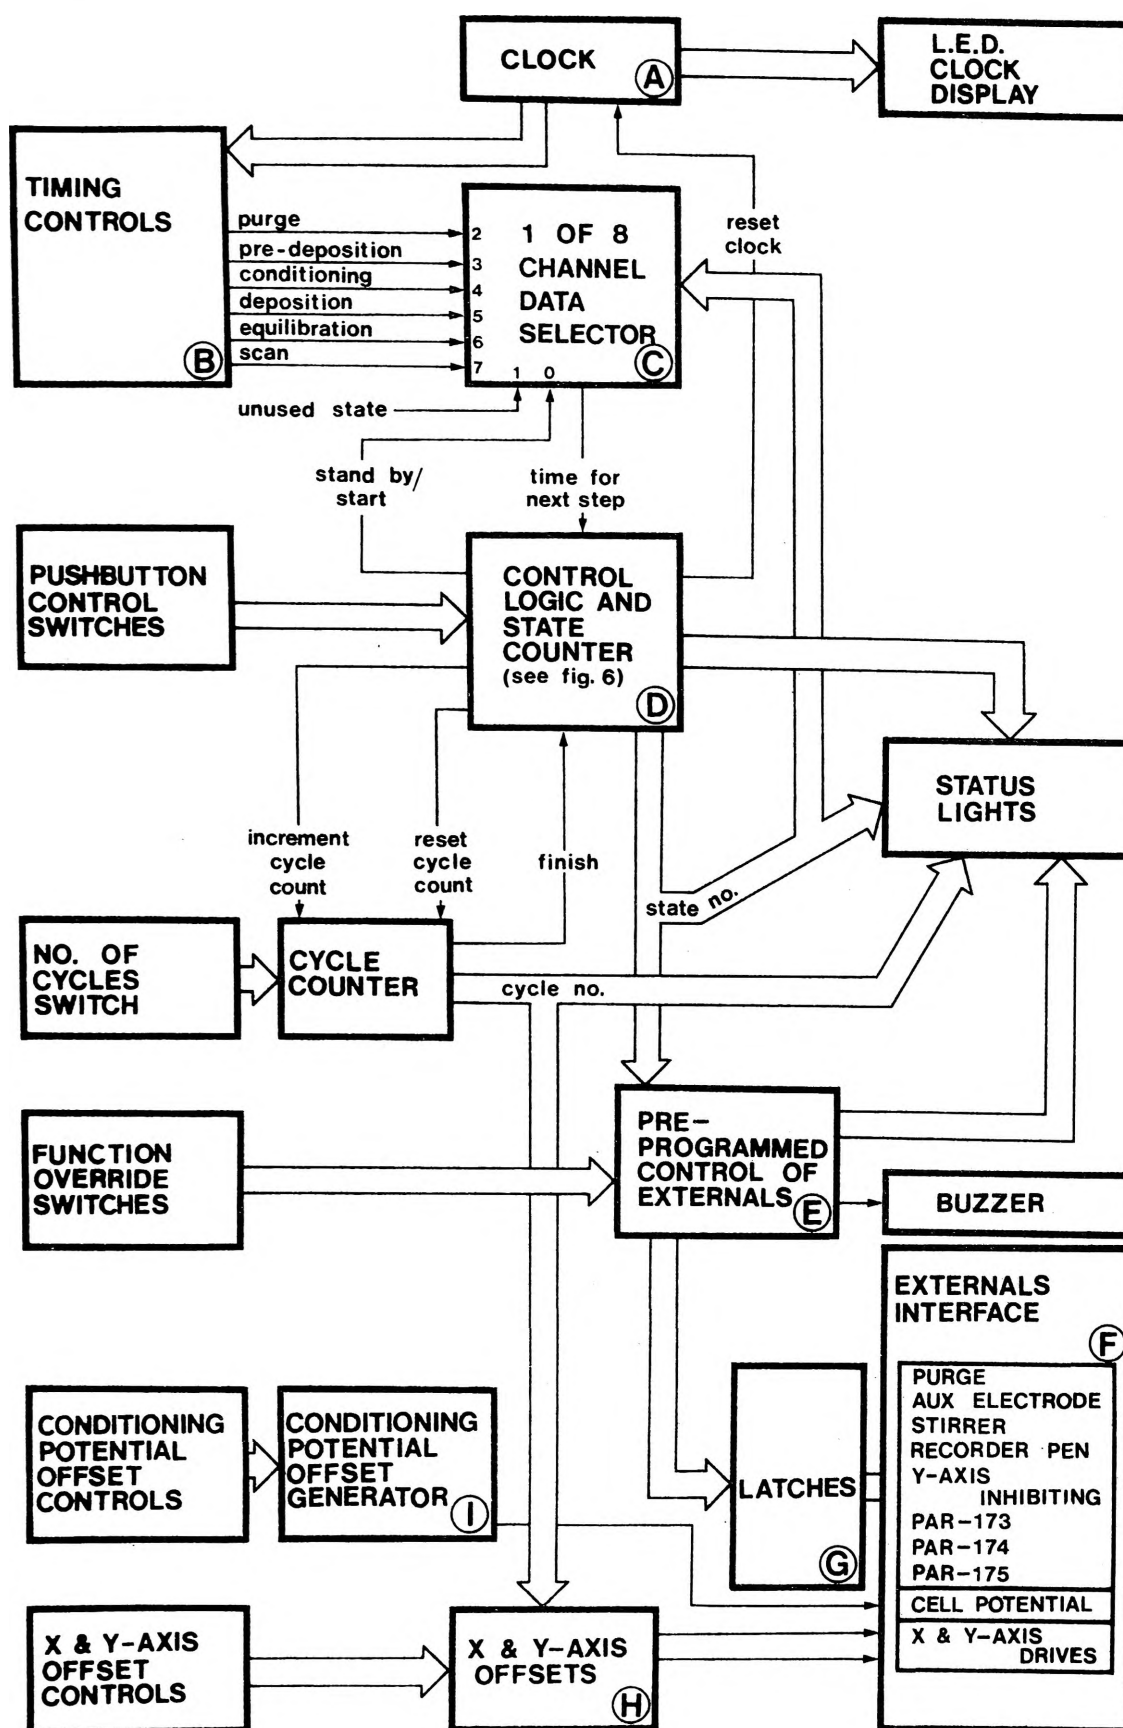 CLOCK
A
L.E.D.
CLOCK
DISPLAY
TIMING
CONTROLS
B
purge
pre-deposition
conditioning
deposition
equilibration
scan
2
3
4
5
6
7
1 OF 8
CHANNEL
DATA
SELECTOR
C
1 0
reset
clock
unused state
stand by/
start
time for
next step
PUSHBUTTON
CONTROL
SWITCHES
CONTROL
LOGIC AND
STATE
COUNTER
(see fig. 6)
D
STATUS
LIGHTS
increment
cycle
count
reset
cycle
count
finish
state no.
NO. OF
CYCLES
SWITCH
CYCLE
COUNTER
cycle no.
FUNCTION
OVERRIDE
SWITCHES
PRE-
PROGRAMMED
CONTROL OF
EXTERNALS
E
BUZZER
EXTERNALS
INTERFACE
F
PURGE
AUX ELECTRODE
STIRRER
RECORDER PEN
Y-AXIS
INHIBITING
PAR-173
PAR-174
PAR-175
CELL POTENTIAL
X & Y-AXIS
DRIVES
CONDITIONING
POTENTIAL
OFFSET
CONTROLS
CONDITIONING
POTENTIAL
OFFSET
GENERATOR
I
LATCHES
G
X & Y-AXIS
OFFSET
CONTROLS
X & Y-AXIS
OFFSETS
H